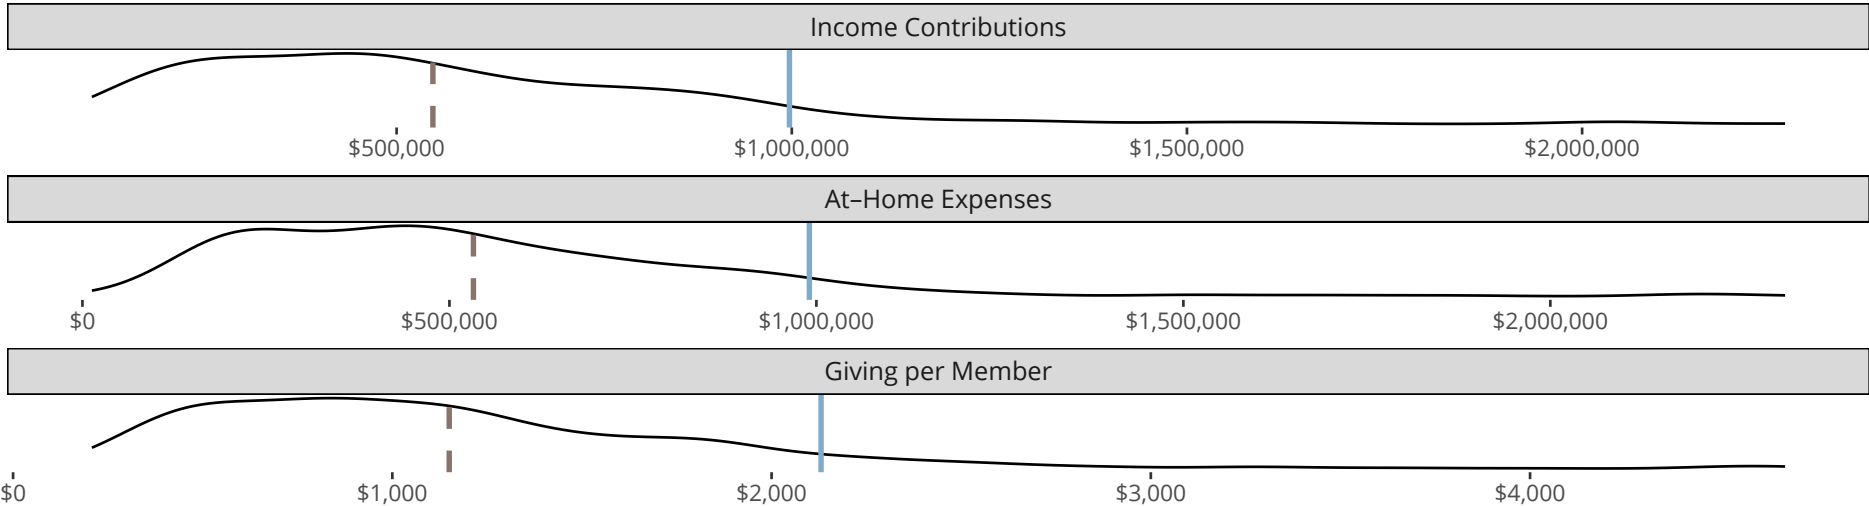 Income Contributions
$500,000 $1,000,000 $1,500,000 $2,000,000
At–Home Expenses
$0 $500,000 $1,000,000 $1,500,000 $2,000,000
Giving per Member
$0 $1,000 $2,000 $3,000 $4,000